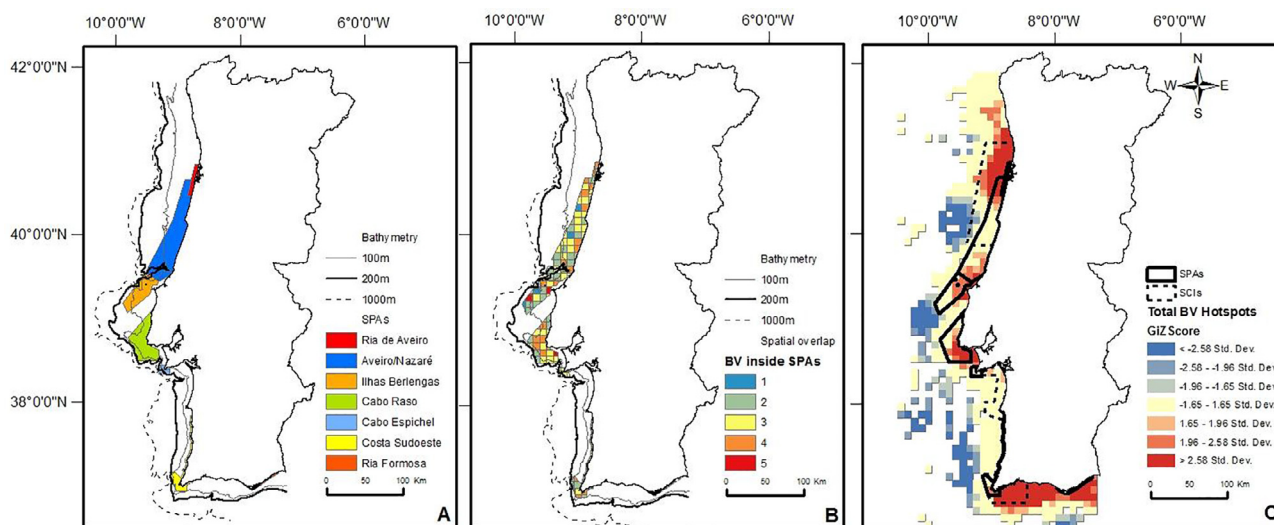 10°0'0"W 8°0'0"W 6°0'0"W
42°0'0"N
40°0'0"N
38°0'0"N
Bathymetry
100m
200m
1000m
SPAs
Ria de Aveiro
Aveiro/Nazaré
Ilhas Berlengas
Cabo Raso
Cabo Espichel
Costa Sudoeste
Ria Formosa
0 50 100 Km
A
10°0'0"W 8°0'0"W 6°0'0"W
Bathymetry
100m
200m
1000m
Spatial overlap
BV inside SPAs
1
2
3
4
5
0 50 100 Km
B
10°0'0"W 8°0'0"W 6°0'0"W
N
W E
S
SPAs
SCIs
Total BV Hotspots
GiZ Score
< -2.58 Std. Dev.
-2.58 - -1.96 Std. Dev.
-1.96 - -1.65 Std. Dev.
-1.65 - 1.65 Std. Dev.
1.65 - 1.96 Std. Dev.
1.96 - 2.58 Std. Dev.
> 2.58 Std. Dev.
0 50 100 Km
C